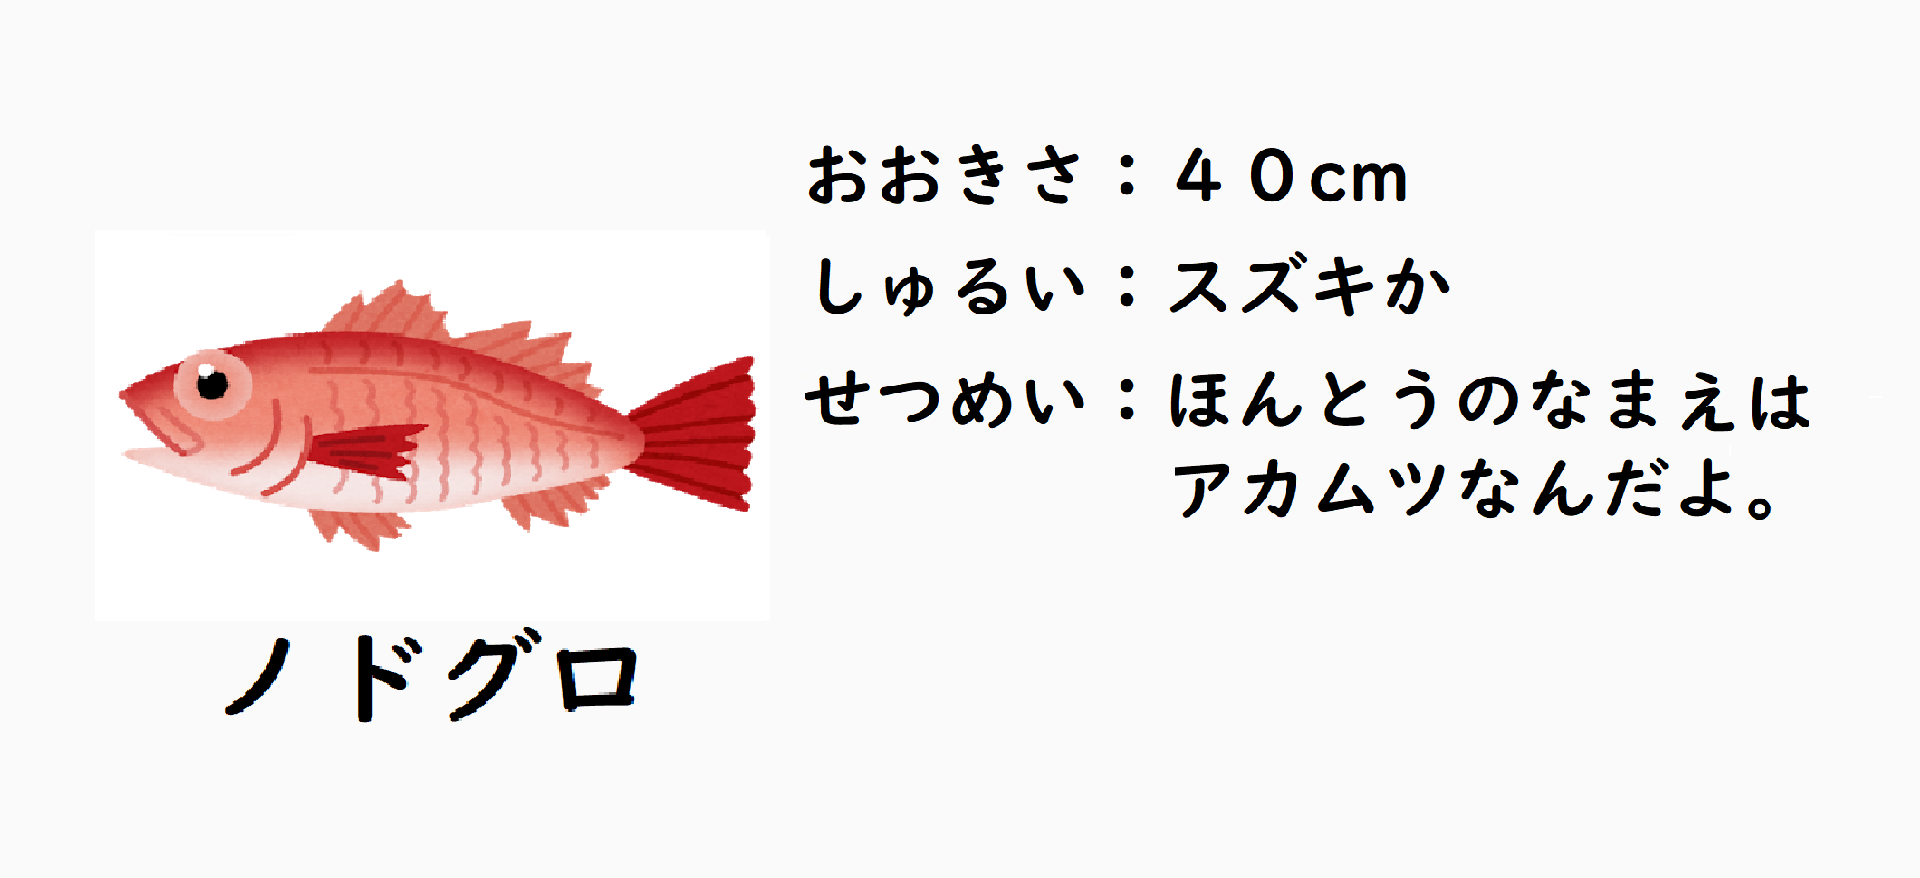 おおきさ：４０cm
しゅるい：スズキか
せつめい：ほんとうのなまえは
アカムツなんだよ。
ノドグロ